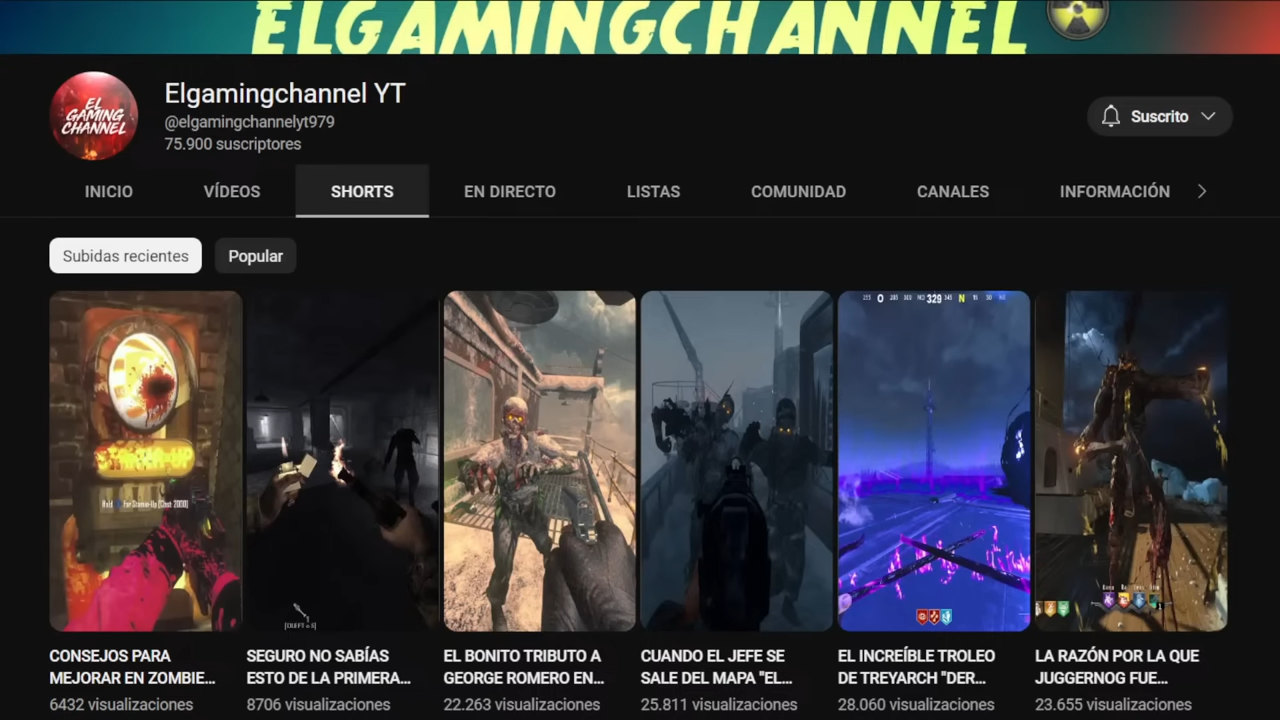 ELGAMINGCHANNEL
EL
GAMING
CHANNEL
Elgamingchannel YT
@elgamingchannelyt979
75.900 suscriptores
Suscrito
INICIO
VÍDEOS
SHORTS
EN DIRECTO
LISTAS
COMUNIDAD
CANALES
INFORMACIÓN
Subidas recientes
Popular
329
N
CONSEJOS PARA
MEJORAR EN ZOMBIE...
6432 visualizaciones
SEGURO NO SABÍAS
ESTO DE LA PRIMERA...
8706 visualizaciones
EL BONITO TRIBUTO A
GEORGE ROMERO EN...
22.263 visualizaciones
CUANDO EL JEFE SE
SALE DEL MAPA "EL...
25.811 visualizaciones
EL INCREÍBLE TROLEO
DE TREYARCH "DER...
28.060 visualizaciones
LA RAZÓN POR LA QUE
JUGGERNOG FUE...
23.655 visualizaciones